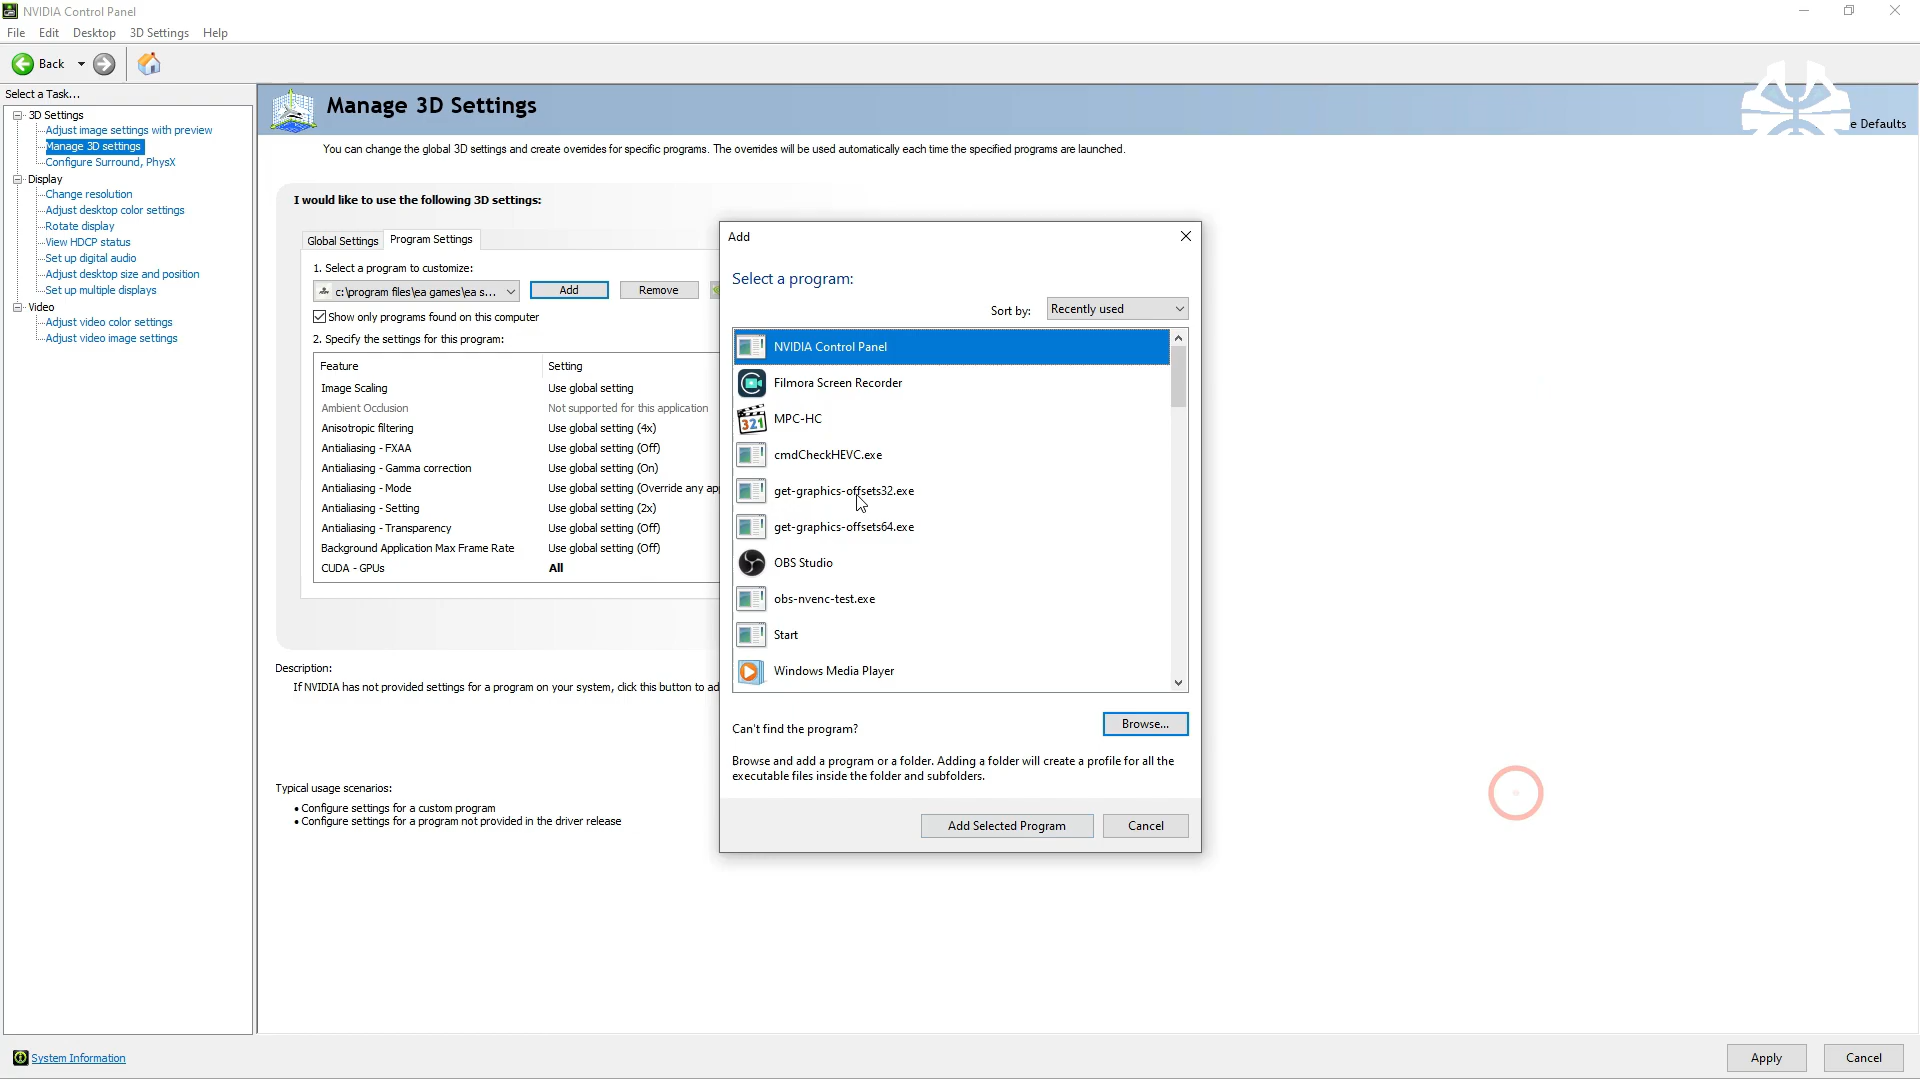 NVIDIA Control Panel
File Edit Desktop 3D Settings Help
Back
Select a Task...
3D Settings
Adjust image settings with preview
Manage 3D settings
Configure Surround, PhysX
Display
Change resolution
Adjust desktop color settings
Rotate display
View HDCP status
Set up digital audio
Adjust desktop size and position
Set up multiple displays
Video
Adjust video color settings
Adjust video image settings
System Information
Manage 3D Settings
e Defaults
You can change the global 3D settings and create overrides for specific programs. The overrides will be used automatically each time the specified programs are launched.
I would like to use the following 3D settings:
Global Settings Program Settings
1. Select a program to customize:
c:\program files\ea games\ea s... Add Remove
Show only programs found on this computer
2. Specify the settings for this program:
Feature Setting
Image Scaling Use global setting
Ambient Occlusion Not supported for this application
Anisotropic filtering Use global setting (4x)
Antialiasing - FXAA Use global setting (Off)
Antialiasing - Gamma correction Use global setting (On)
Antialiasing - Mode Use global setting (Override any ap
Antialiasing - Setting Use global setting (2x)
Antialiasing - Transparency Use global setting (Off)
Background Application Max Frame Rate Use global setting (Off)
CUDA - GPUs All
Description:
If NVIDIA has not provided settings for a program on your system, click this button to ad
Typical usage scenarios:
• Configure settings for a custom program
• Configure settings for a program not provided in the driver release
Add
Select a program:
Sort by: Recently used
NVIDIA Control Panel
Filmora Screen Recorder
321 MPC-HC
cmdCheckHEVC.exe
get-graphics-offsets32.exe
get-graphics-offsets64.exe
OBS Studio
obs-nvenc-test.exe
Start
Windows Media Player
Can't find the program? Browse...
Browse and add a program or a folder. Adding a folder will create a profile for all the
executable files inside the folder and subfolders.
Add Selected Program Cancel
Apply Cancel